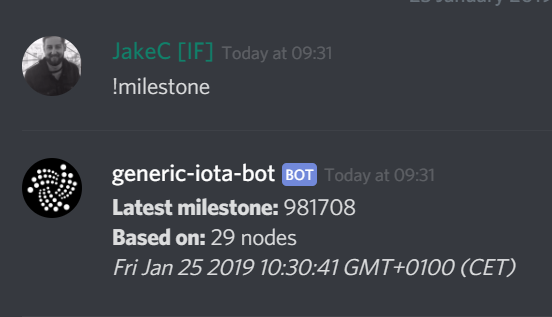 JakeC [IF] Today at 09:31
!milestone
generic-iota-bot BOT Today at 09:31
Latest milestone: 981708
Based on: 29 nodes
Fri Jan 25 2019 10:30:41 GMT+0100 (CET)